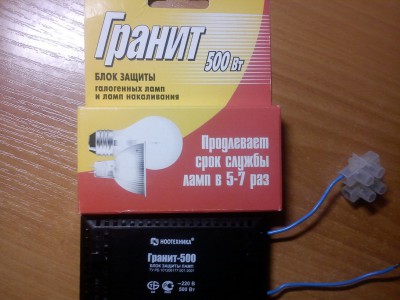 Гранит
500 Вт
БЛОК ЗАЩИТЫ
галогенных ламп
и ламп накаливания
Продлевает
срок службы
ламп в 5-7 раз
НООТЕХНИКА
Гранит-500
БЛОК ЗАЩИТЫ ЛАМП
~220 В
500 Вт